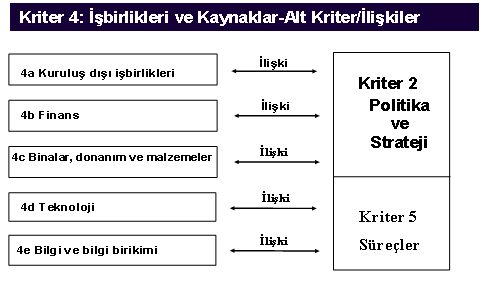 Kriter 4: İşbirlikleri ve Kaynaklar-Alt Kriter/İlişkiler
4a Kuruluş dışı işbirlikleri
İlişki
4b Finans
İlişki
4c Binalar, donanım ve malzemeler
İlişki
4d Teknoloji
İlişki
4e Bilgi ve bilgi birikimi
İlişki
Kriter 2
Politika
ve
Strateji
Kriter 5
Süreçler